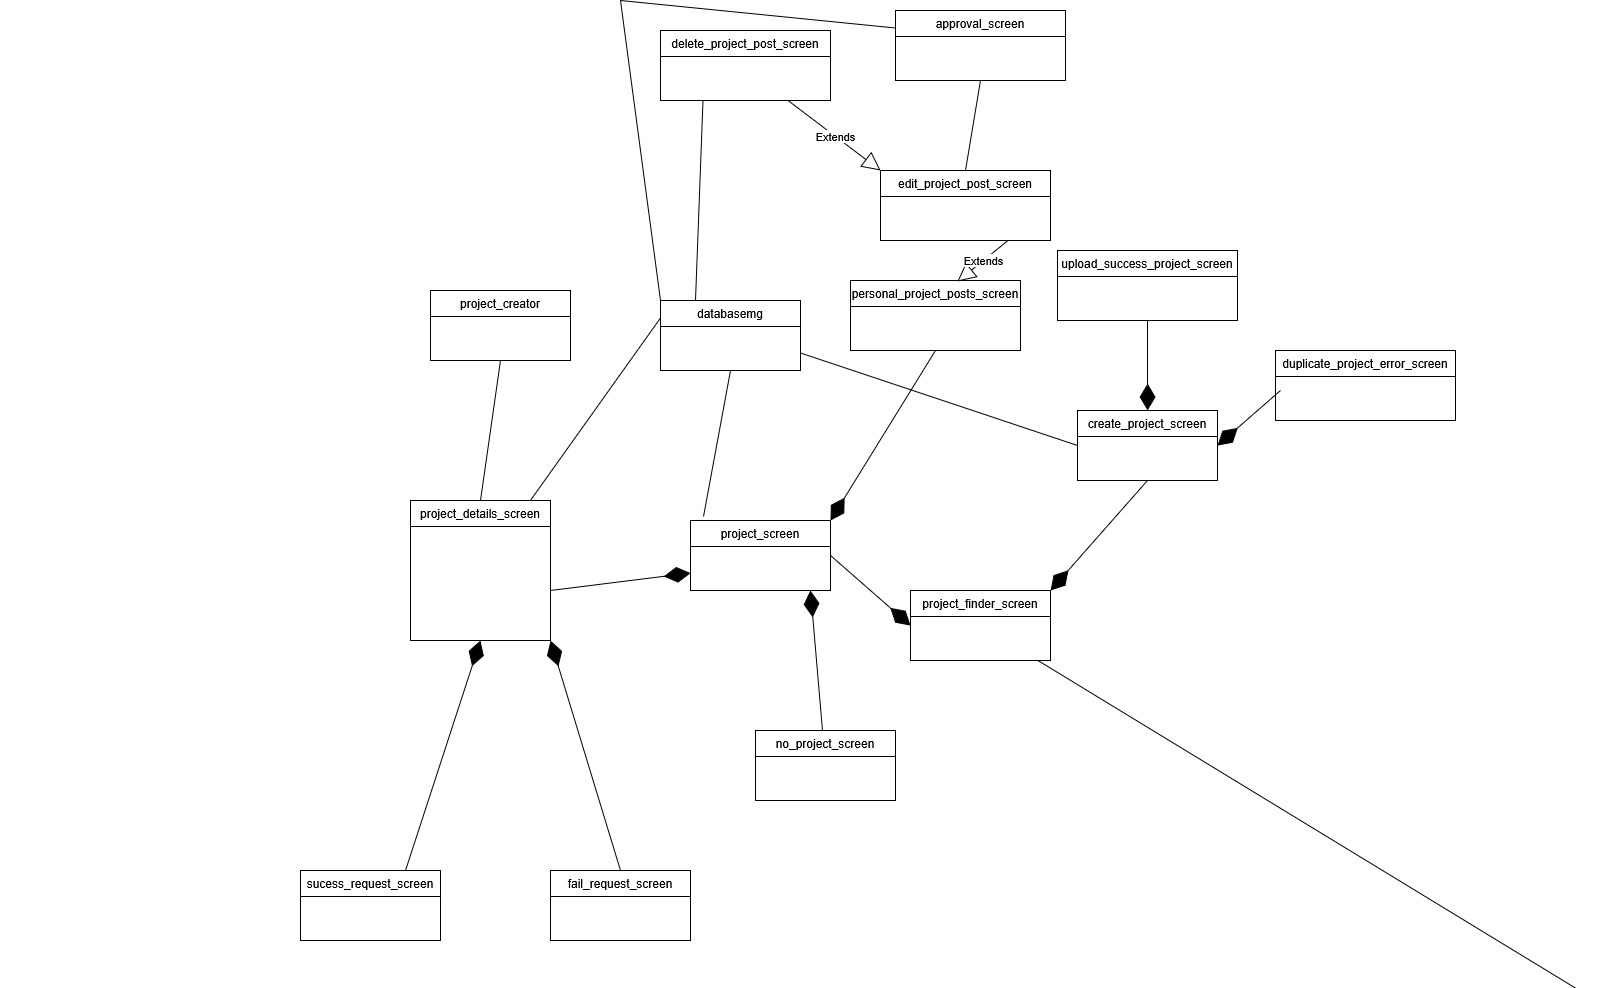 approval_screen
delete_project_post_screen
Extends
edit_project_post_screen
Extends
upload_success_project_screen
personal_project_posts_screen
project_creator
databasemg
duplicate_project_error_screen
create_project_screen
project_details_screen
project_screen
project_finder_screen
no_project_screen
sucess_request_screen
fail_request_screen